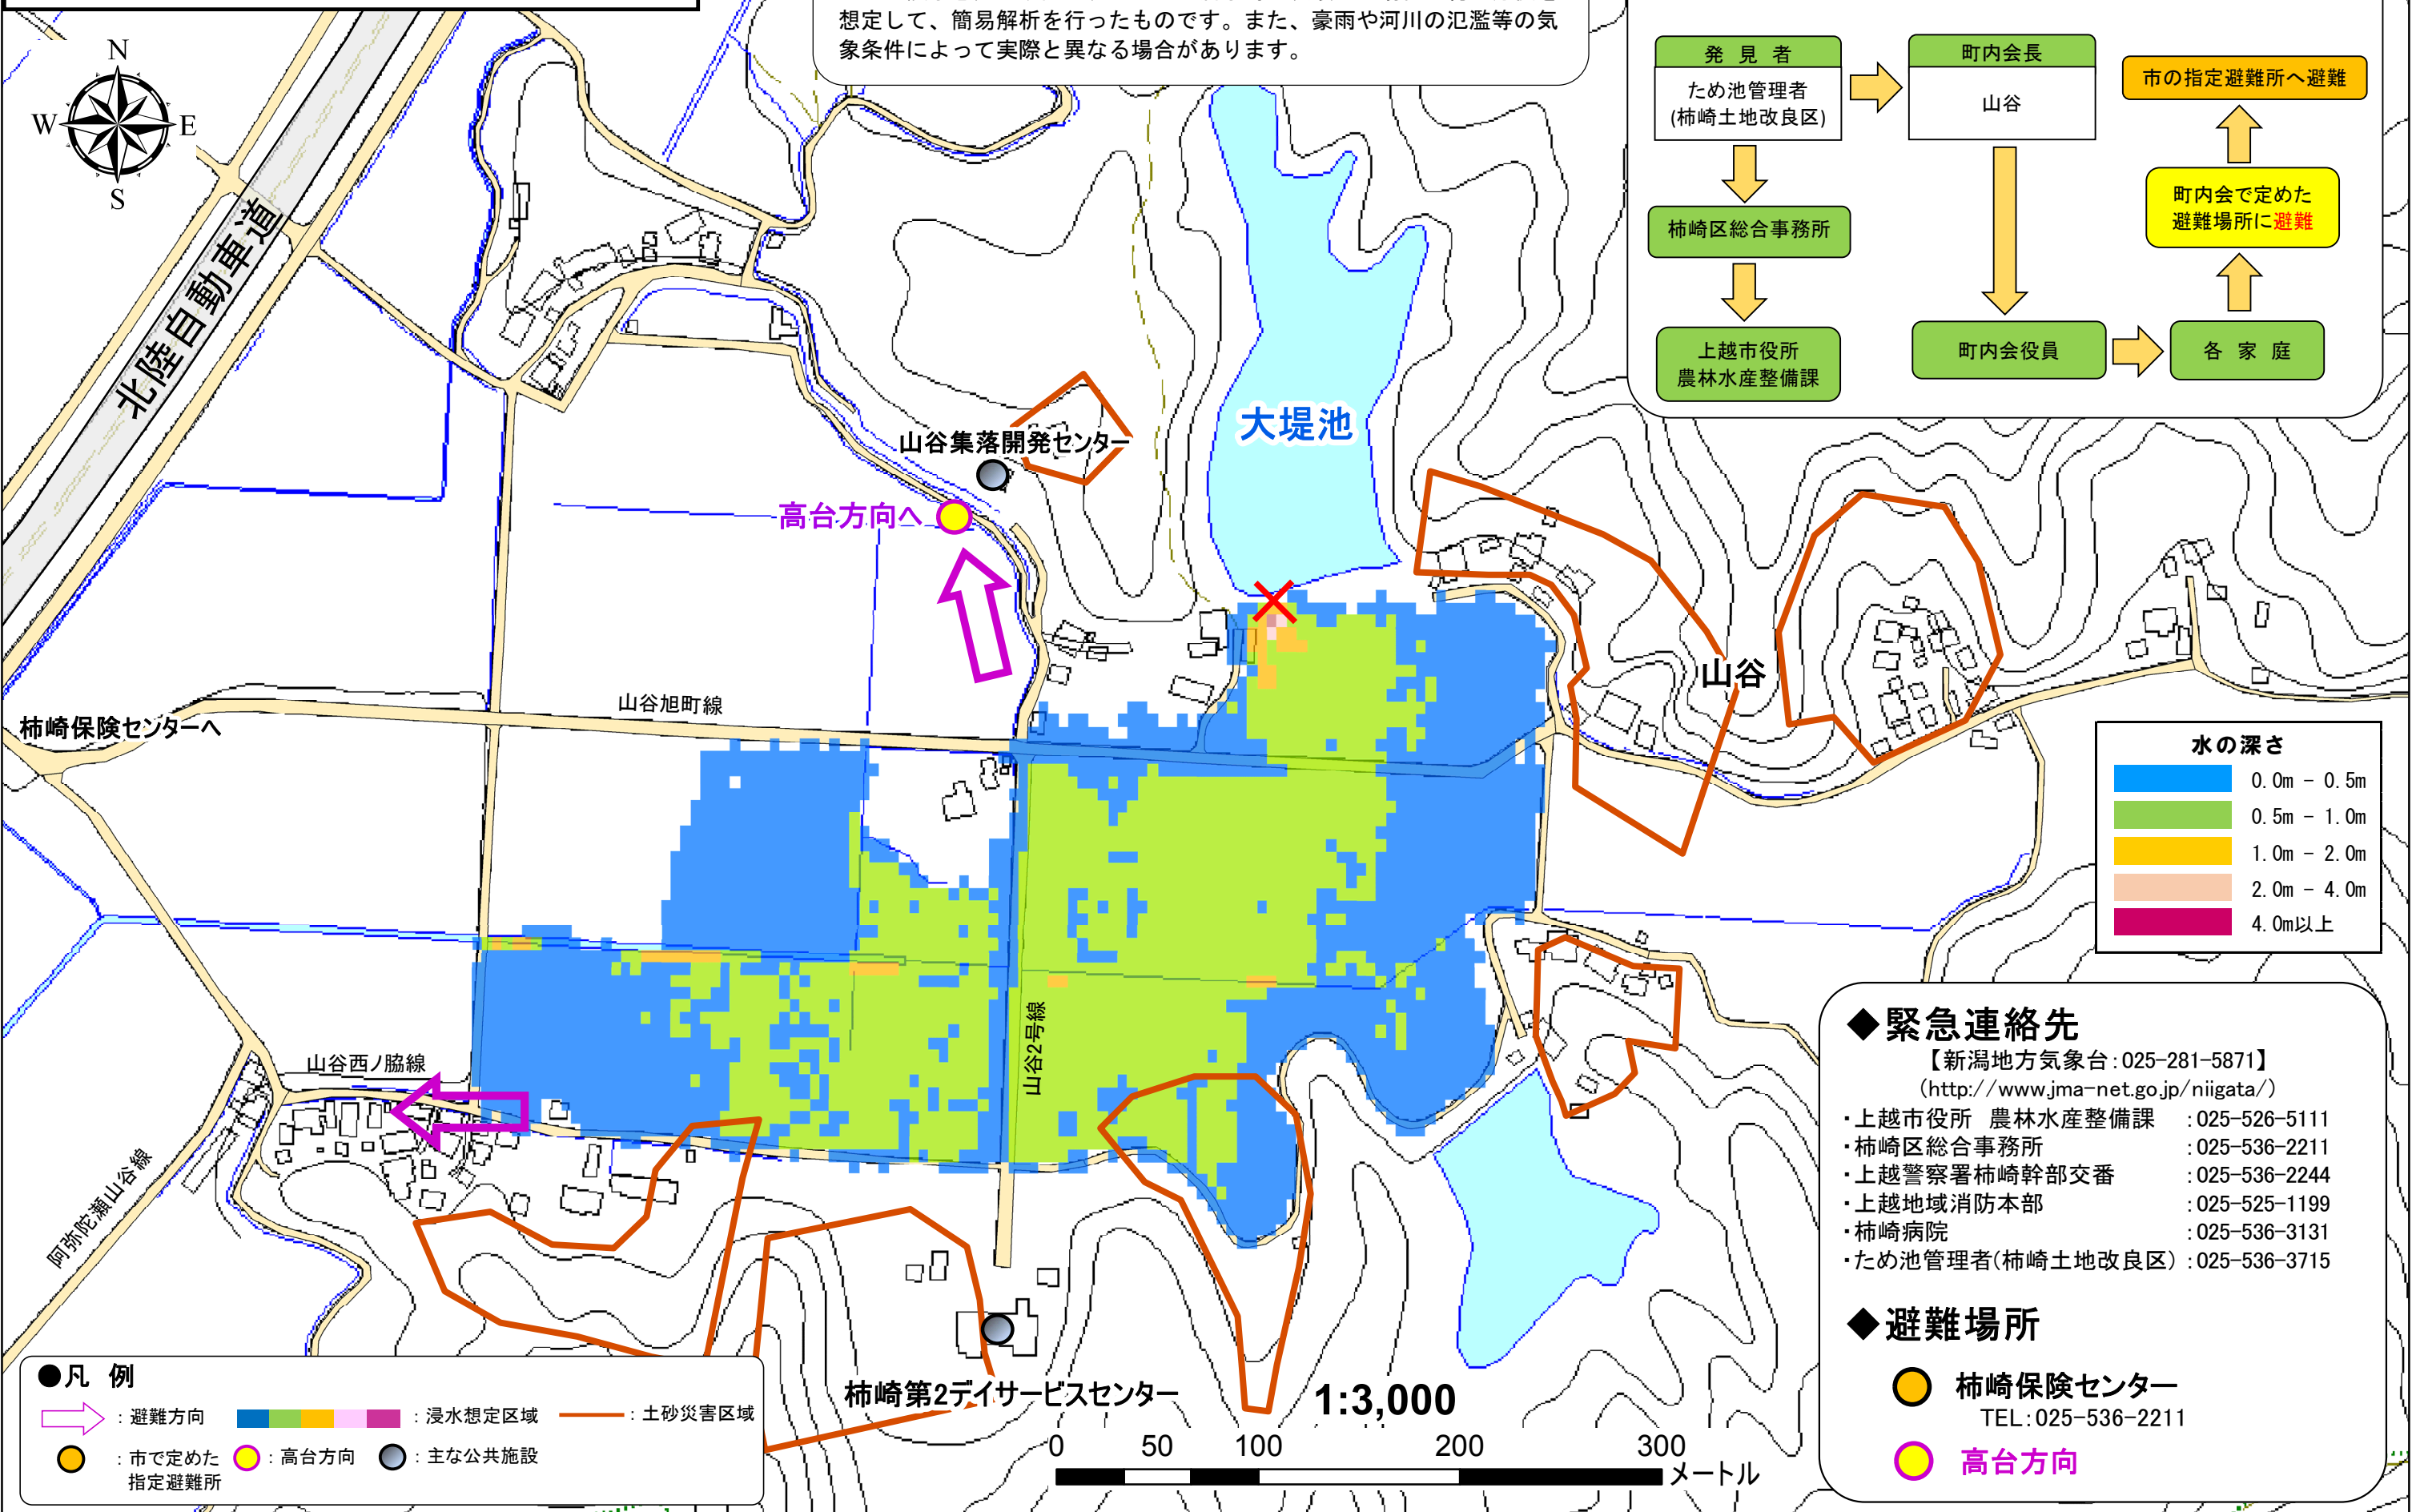 想定して、簡易解析を行ったものです。また、豪雨や河川の氾濫等の気
象条件によって実際と異なる場合があります。
N
W
E
S
発 見 者
ため池管理者
(柿崎土地改良区)
町内会長
山谷
市の指定避難所へ避難
柿崎区総合事務所
町内会で定めた
避難場所に避難
上越市役所
農林水産整備課
町内会役員
各 家 庭
北陸自動車道
大堤池
山谷集落開発センター
高台方向へ
山谷
山谷旭町線
柿崎保険センターへ
水の深さ
0.0m - 0.5m
0.5m - 1.0m
1.0m - 2.0m
2.0m - 4.0m
4.0m以上
山谷2号線
山谷西ノ脇線
阿弥陀瀬山谷線
◆緊急連絡先
【新潟地方気象台:025-281-5871】
(http://www.jma-net.go.jp/niigata/)
・上越市役所 農林水産整備課 :025-526-5111
・柿崎区総合事務所 :025-536-2211
・上越警察署柿崎幹部交番 :025-536-2244
・上越地域消防本部 :025-525-1199
・柿崎病院 :025-536-3131
・ため池管理者(柿崎土地改良区) :025-536-3715
◆避難場所
柿崎保険センター
TEL:025-536-2211
高台方向
柿崎第2デイサービスセンター
1:3,000
0 50 100 200 300
メートル
●凡 例
:避難方向
:浸水想定区域
:土砂災害区域
:市で定めた
指定避難所
:高台方向
:主な公共施設